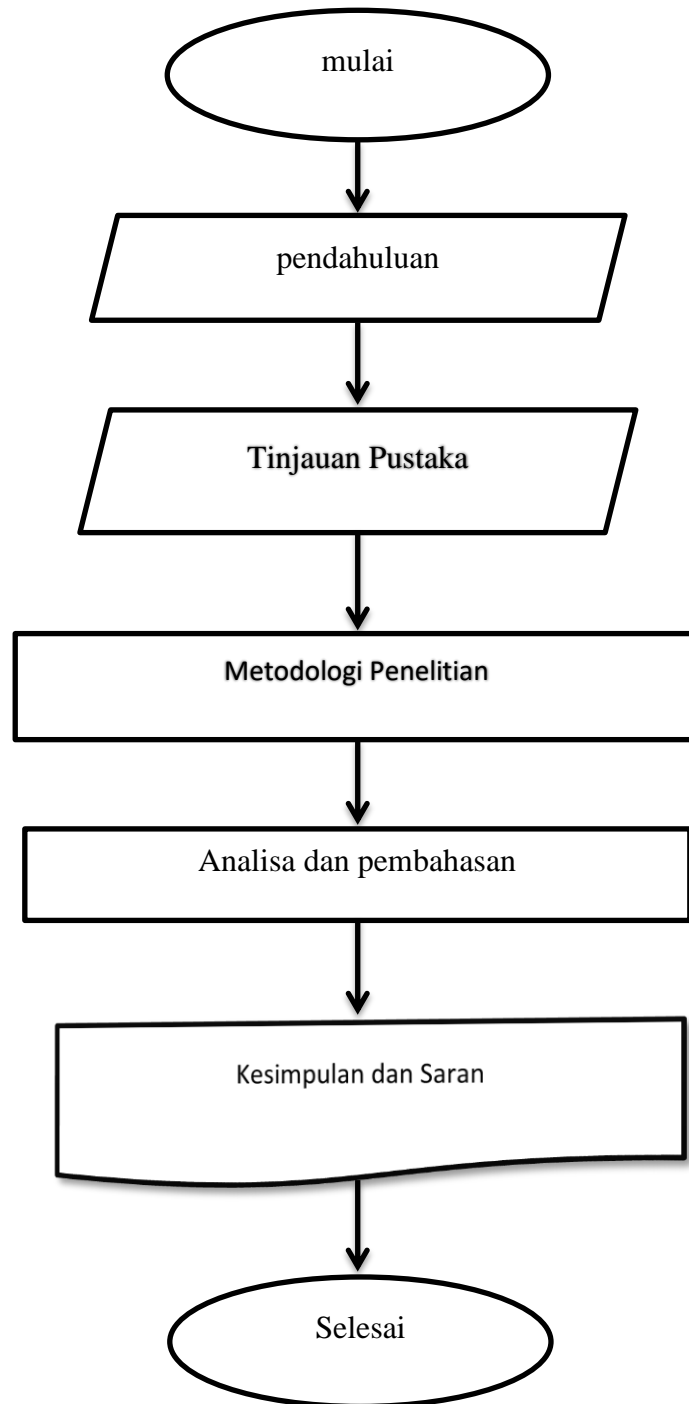 mulai
pendahuluan
Tinjauan Pustaka
Metodologi Penelitian
Analisa dan pembahasan
Kesimpulan dan Saran
Selesai